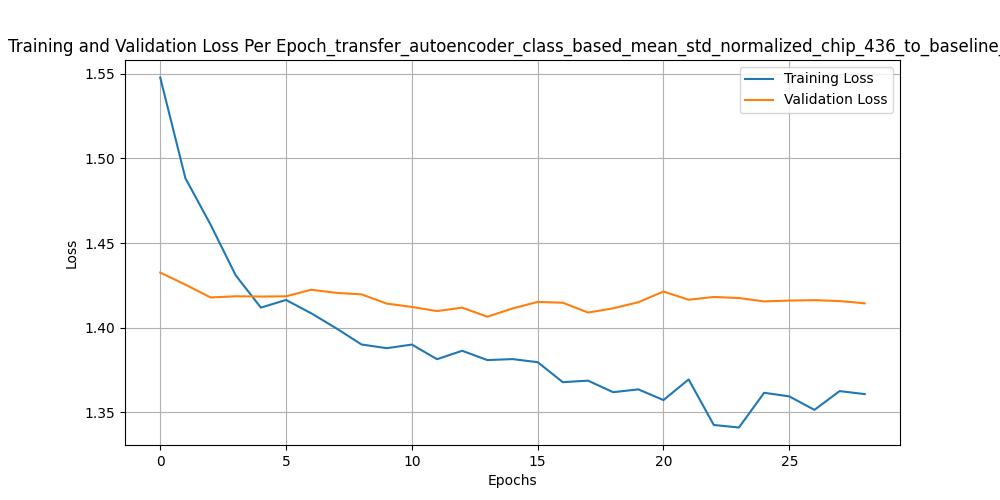 Training and Validation Loss Per Epoch_transfer_autoencoder_class_based_mean_std_normalized_chip_436_to_baseline_
Training Loss
Validation Loss
1.55
1.50
1.45
1.40
1.35
Loss
0 5 10 15 20 25
Epochs